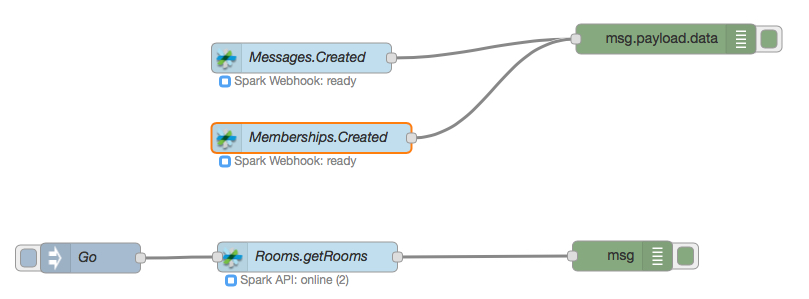 msg.payload.data
Messages.Created
Spark Webhook: ready
Memberships.Created
Spark Webhook: ready
Go
Rooms.getRooms
msg
Spark API: online (2)